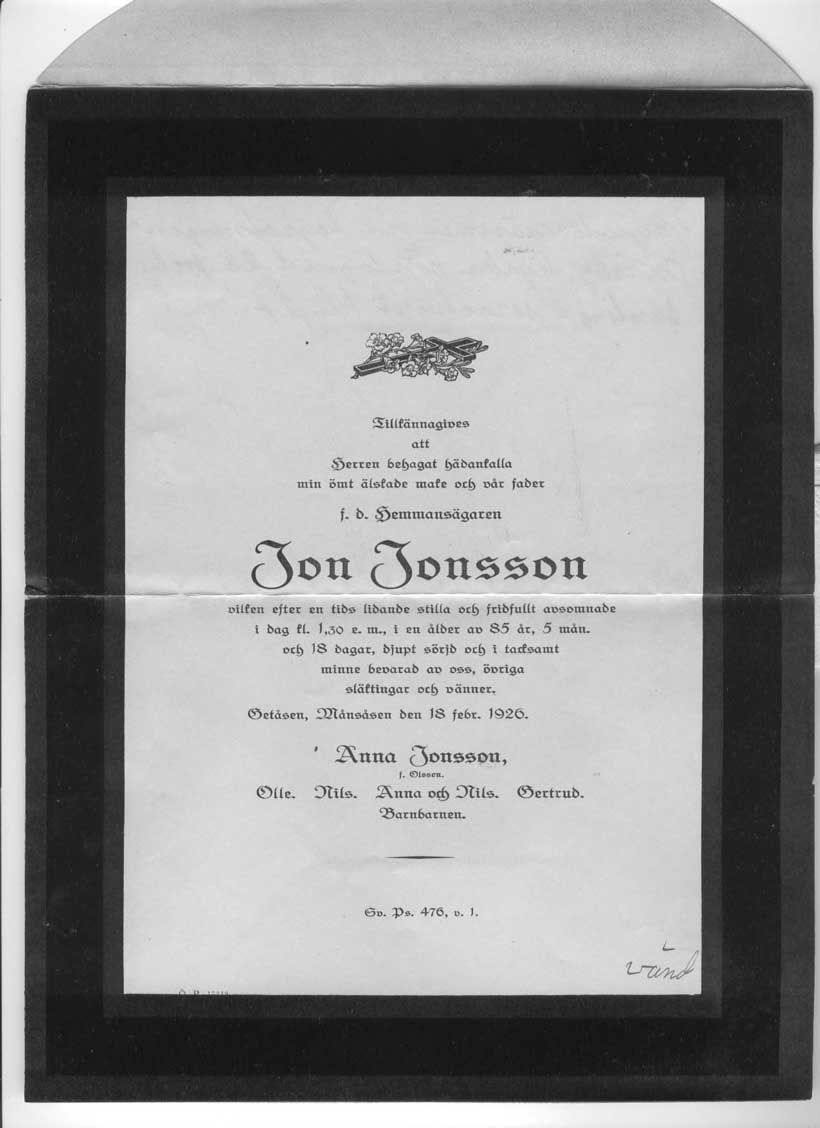 Tillkännagives
att
Herren behagat hädankalla
min ömt älskade make och vår fader
f. d. Hemmansägaren
Jon Jonsson
vilken efter en tids lidande stilla och fridfullt avsomnade
i dag kl. 1,30 e. m., i en ålder av 85 år, 5 mån.
och 18 dagar, djupt sörjd och i tacksamt
minne bevarad av oss, övriga
släktingar och vänner.
Getåsen, Månsåsen den 18 febr. 1926.
Anna Jonsson,
f. Olsson.
Olle. Nils. Anna och Nils. Gertrud.
Barnbarnen.
Sv. Ps. 476, v. 1.
vänd